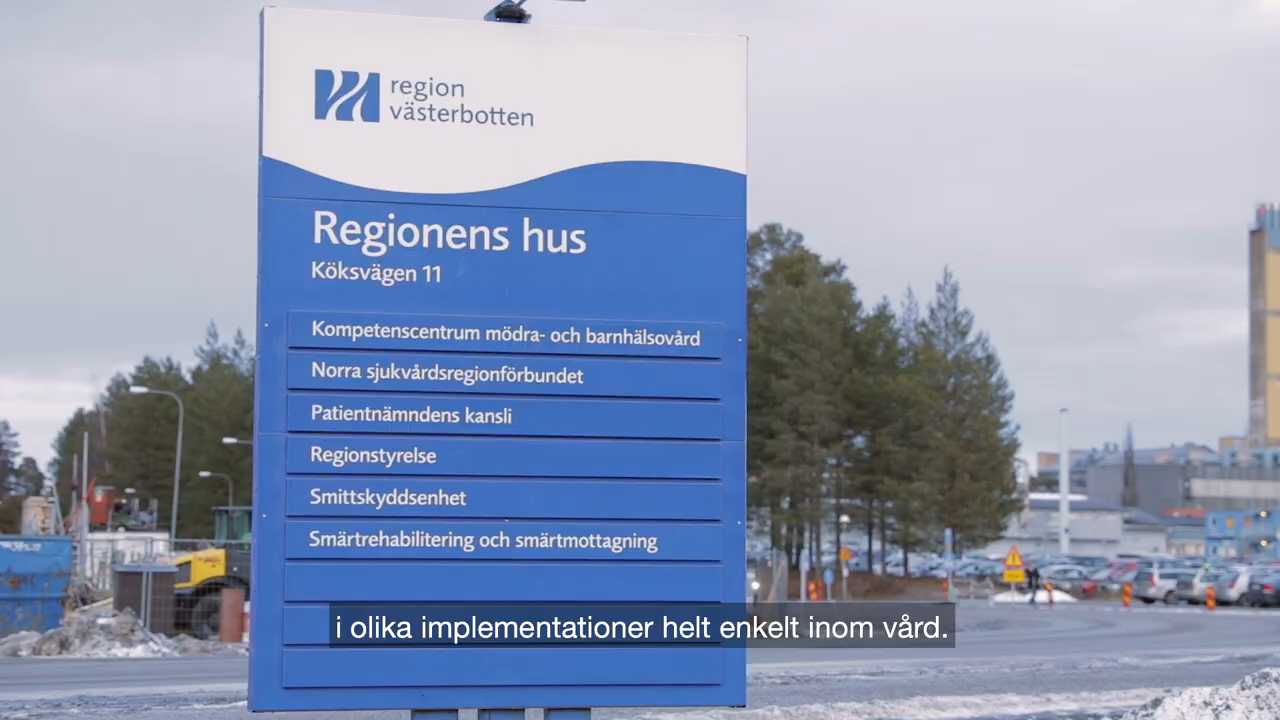 region
västerbotten
Regionens hus
Köksvägen 11
Kompetenscentrum mödra- och barnhälsovård
Norra sjukvårdsregionförbundet
Patientnämndens kansli
Regionstyrelse
Smittskyddsenhet
Smärtrehabilitering och smärtmottagning
i olika implementationer helt enkelt inom vård.